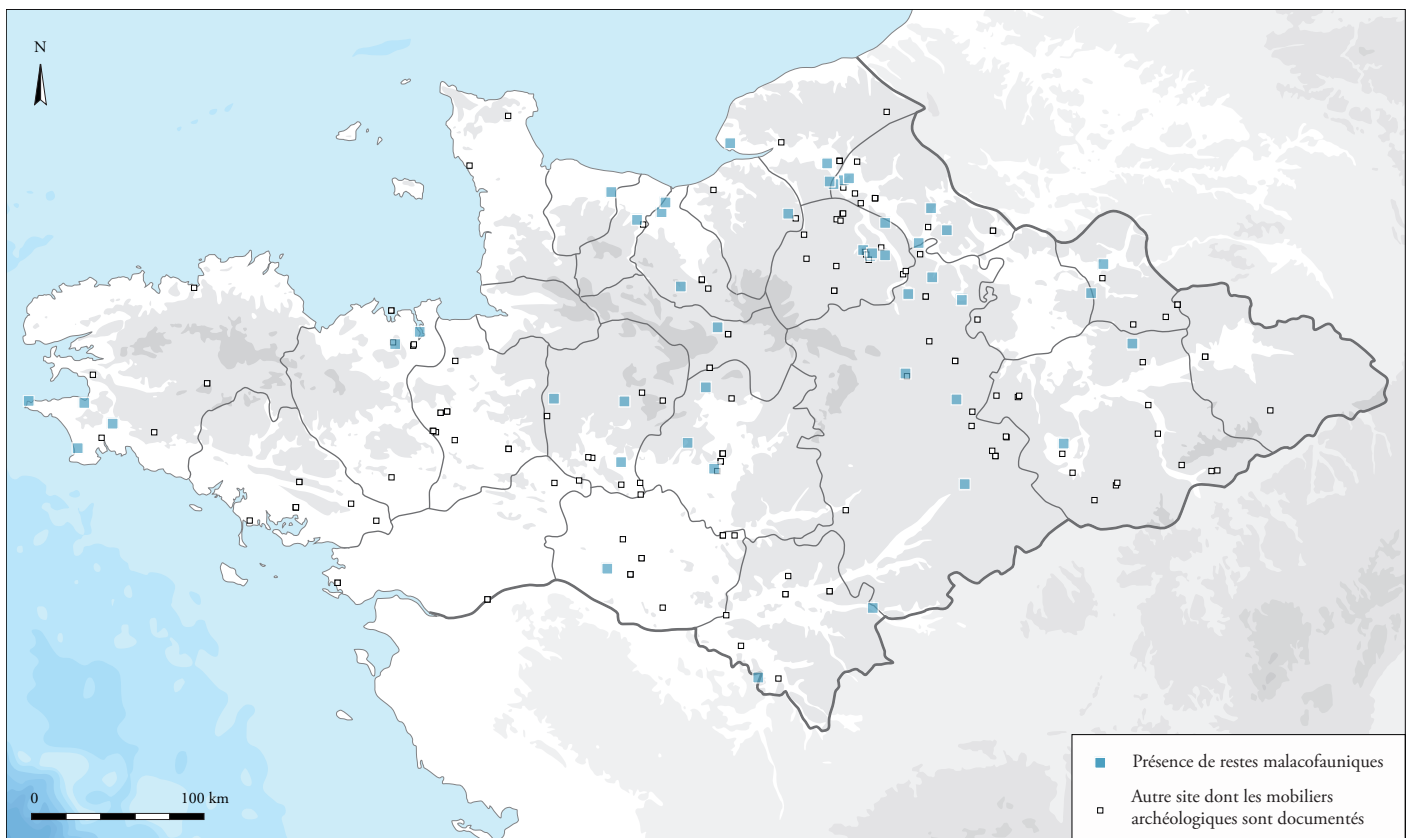 N
0 100 km
Présence de restes malacofauniques
Autre site dont les mobiliers
archéologiques sont documentés